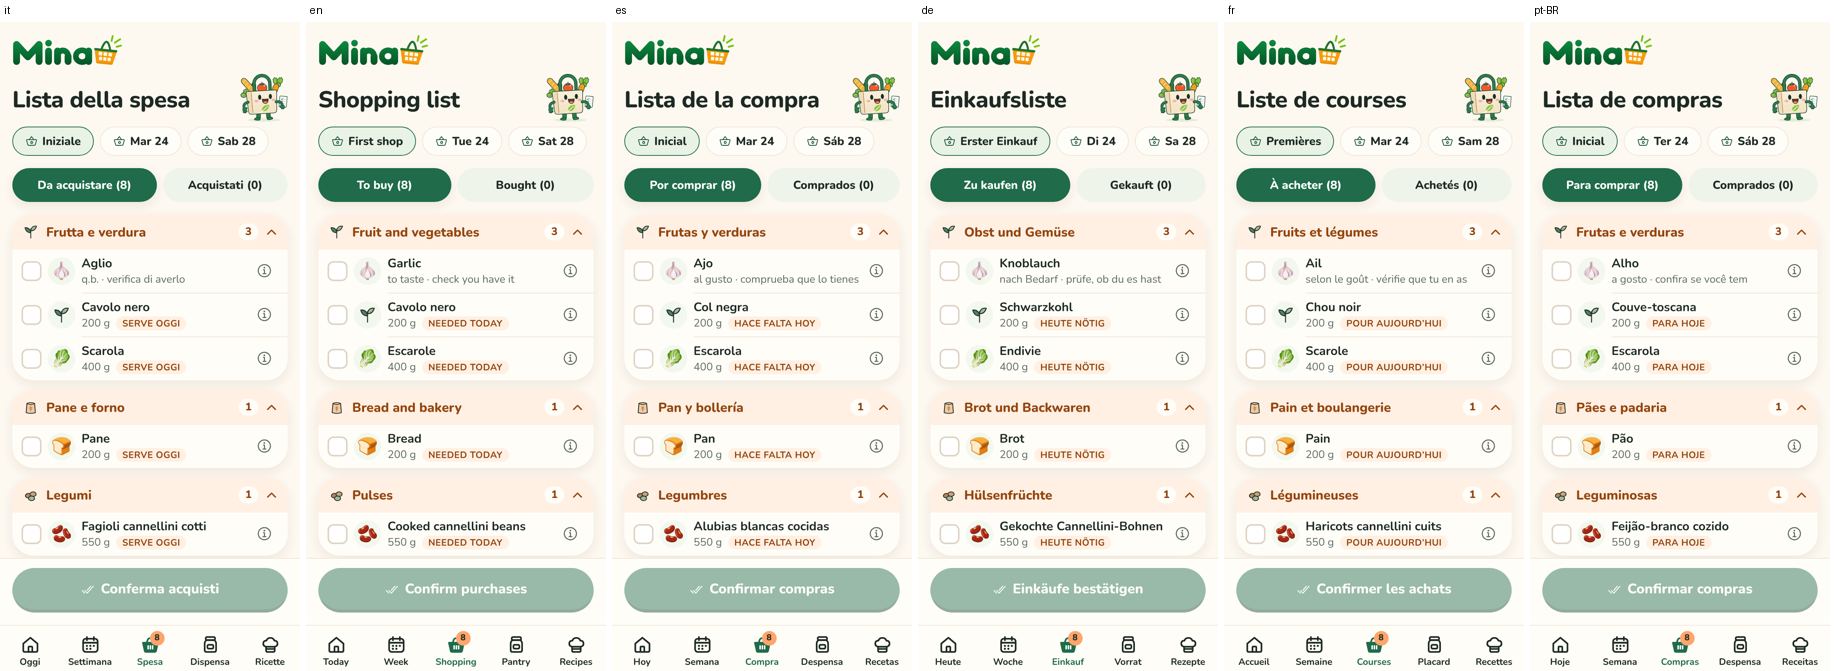 it
Mina
Lista della spesa
Iniziale
Mar 24
Sab 28
Da acquistare (8)
Acquistati (0)
Frutta e verdura
3
Aglio
q.b. · verifica di averlo
Cavolo nero
200 g SERVE OGGI
Scarola
400 g SERVE OGGI
Pane e forno
1
Pane
200 g SERVE OGGI
Legumi
1
Fagioli cannellini cotti
550 g SERVE OGGI
Conferma acquisti
8
Oggi
Settimana
Spesa
Dispensa
Ricette
en
Mina
Shopping list
First shop
Tue 24
Sat 28
To buy (8)
Bought (0)
Fruit and vegetables
3
Garlic
to taste · check you have it
Cavolo nero
200 g NEEDED TODAY
Escarole
400 g NEEDED TODAY
Bread and bakery
1
Bread
200 g NEEDED TODAY
Pulses
1
Cooked cannellini beans
550 g NEEDED TODAY
Confirm purchases
8
Today
Week
Shopping
Pantry
Recipes
es
Mina
Lista de la compra
Inicial
Mar 24
Sáb 28
Por comprar (8)
Comprados (0)
Frutas y verduras
3
Ajo
al gusto · comprueba que lo tienes
Col negra
200 g HACE FALTA HOY
Escarola
400 g HACE FALTA HOY
Pan y bollería
1
Pan
200 g HACE FALTA HOY
Legumbres
1
Alubias blancas cocidas
550 g HACE FALTA HOY
Confirmar compras
8
Hoy
Semana
Compra
Despensa
Recetas
de
Mina
Einkaufsliste
Erster Einkauf
Di 24
Sa 28
Zu kaufen (8)
Gekauft (0)
Obst und Gemüse
3
Knoblauch
nach Bedarf · prüfe, ob du es hast
Schwarzkohl
200 g HEUTE NÖTIG
Endivie
400 g HEUTE NÖTIG
Brot und Backwaren
1
Brot
200 g HEUTE NÖTIG
Hülsenfrüchte
1
Gekochte Cannellini-Bohnen
550 g HEUTE NÖTIG
Einkäufe bestätigen
8
Heute
Woche
Einkauf
Vorrat
Rezepte
fr
Mina
Liste de courses
Premières
Mar 24
Sam 28
À acheter (8)
Achetés (0)
Fruits et légumes
3
Ail
selon le goût · vérifie que tu en as
Chou noir
200 g POUR AUJOURD'HUI
Scarole
400 g POUR AUJOURD'HUI
Pain et boulangerie
1
Pain
200 g POUR AUJOURD'HUI
Légumineuses
1
Haricots cannellini cuits
550 g POUR AUJOURD'HUI
Confirmer les achats
8
Accueil
Semaine
Courses
Placard
Recettes
pt-BR
Mina
Lista de compras
Inicial
Ter 24
Sáb 28
Para comprar (8)
Comprados (0)
Frutas e verduras
3
Alho
a gosto · confira se você tem
Couve-toscana
200 g PARA HOJE
Escarola
400 g PARA HOJE
Pães e padaria
1
Pão
200 g PARA HOJE
Leguminosas
1
Feijão-branco cozido
550 g PARA HOJE
Confirmar compras
8
Hoje
Semana
Compras
Despensa
Receitas